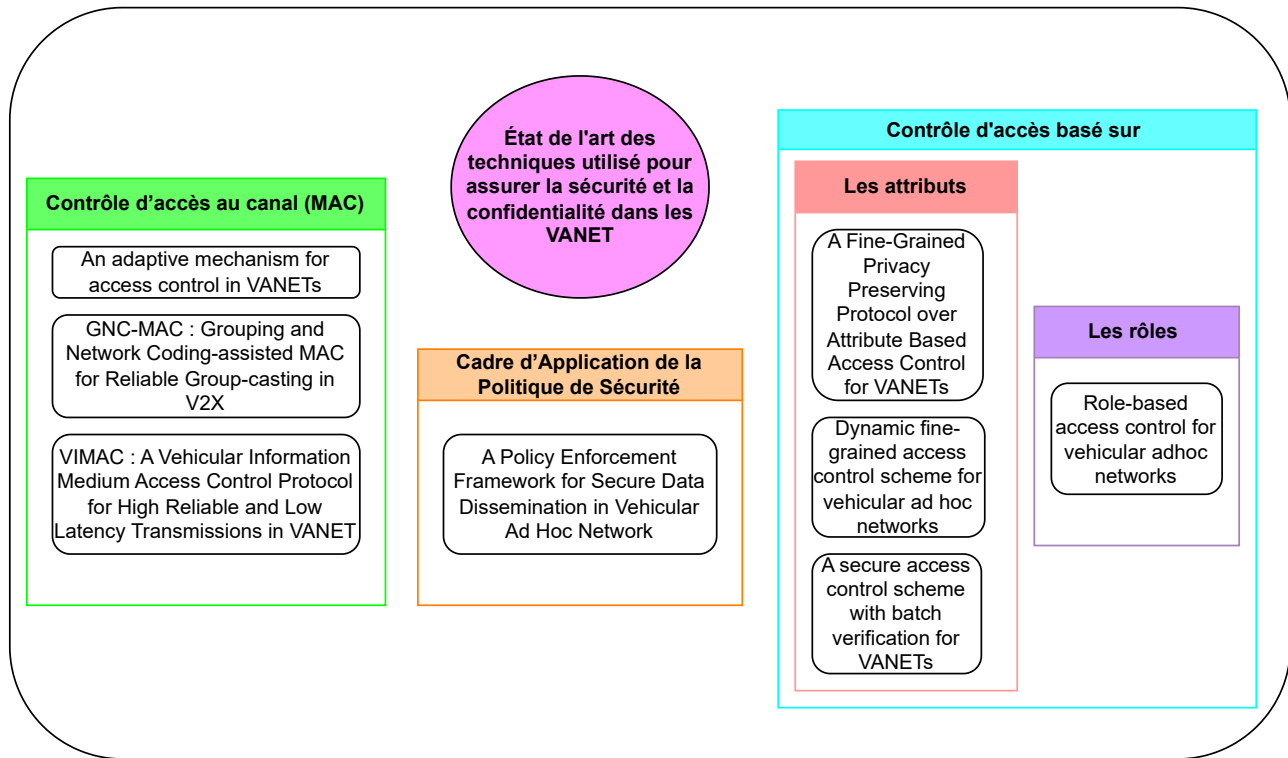 État de l'art des
techniques utilisé pour
assurer la sécurité et la
confidentialité dans les
VANET
Contrôle d'accès au canal (MAC)
An adaptive mechanism for
access control in VANETs
GNC-MAC : Grouping and
Network Coding-assisted MAC
for Reliable Group-casting in
V2X
VIMAC : A Vehicular Information
Medium Access Control Protocol
for High Reliable and Low
Latency Transmissions in VANET
Cadre d’Application de la
Politique de Sécurité
A Policy Enforcement
Framework for Secure Data
Dissemination in Vehicular
Ad Hoc Network
Contrôle d'accès basé sur
Les attributs
A Fine-Grained
Privacy
Preserving
Protocol over
Attribute Based
Access Control
for VANETs
Dynamic fine-
grained access
control scheme for
vehicular ad hoc
networks
A secure access
control scheme
with batch
verification for
VANETs
Les rôles
Role-based
access control for
vehicular adhoc
networks